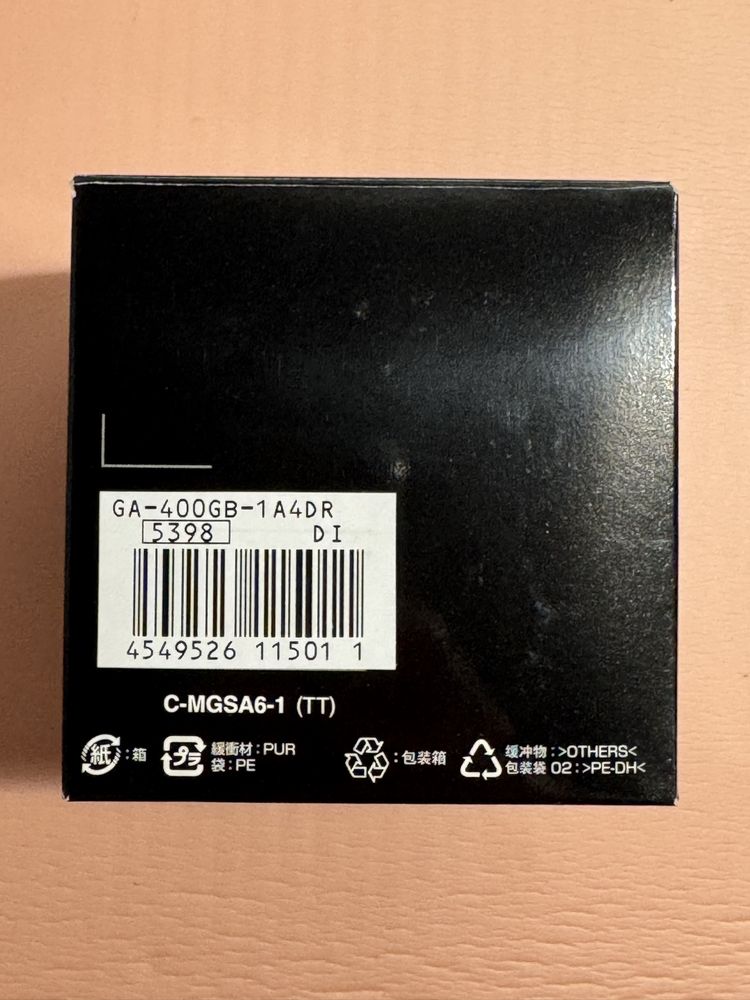 GA-400GB-1A4DR
5398 DI
4549526 11501 1
C-MGSA6-1 (TT)
紙 :箱
プラ 緩衝材:PUR
袋:PE
:包装箱
缓冲物:>OTHERS<
包装袋 02:>PE-DH<